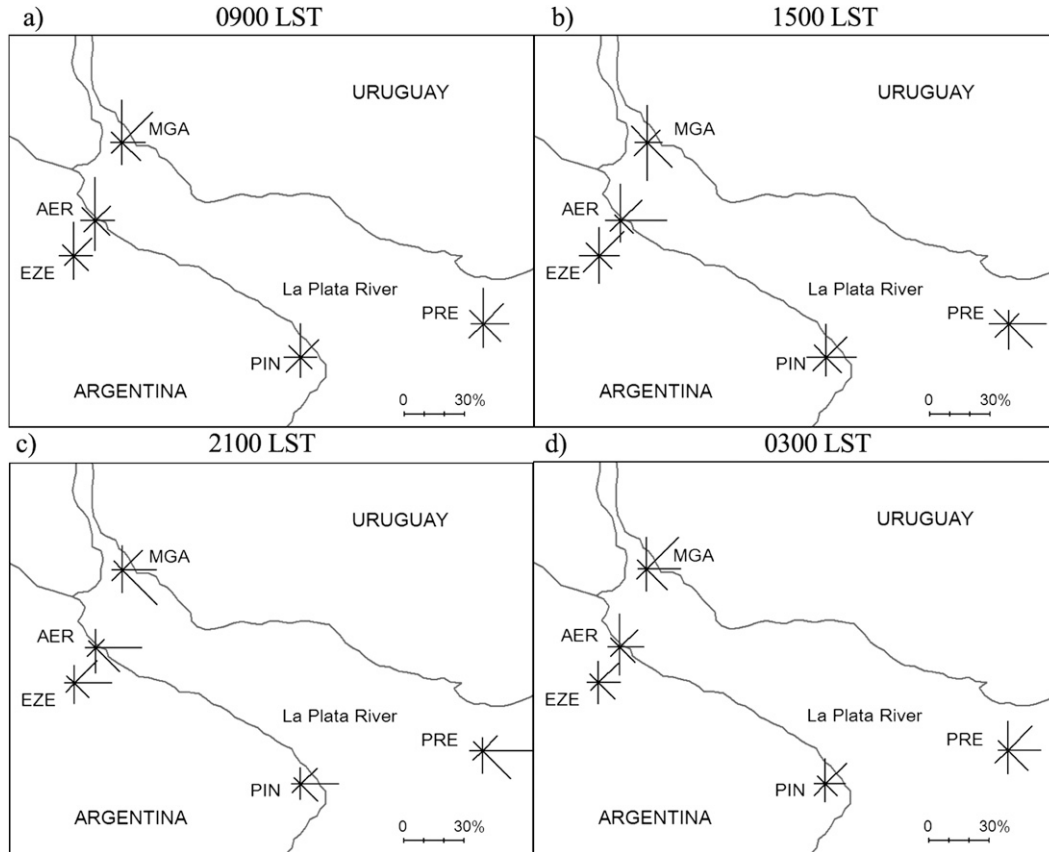 a) 0900 LST
b) 1500 LST
URUGUAY
MGA
AER
EZE
La Plata River
PRE
PIN
ARGENTINA
0 30%
URUGUAY
MGA
AER
EZE
La Plata River
PRE
PIN
ARGENTINA
0 30%
c) 2100 LST
d) 0300 LST
URUGUAY
MGA
AER
EZE
La Plata River
PRE
PIN
ARGENTINA
0 30%
URUGUAY
MGA
AER
EZE
La Plata River
PRE
PIN
ARGENTINA
0 30%